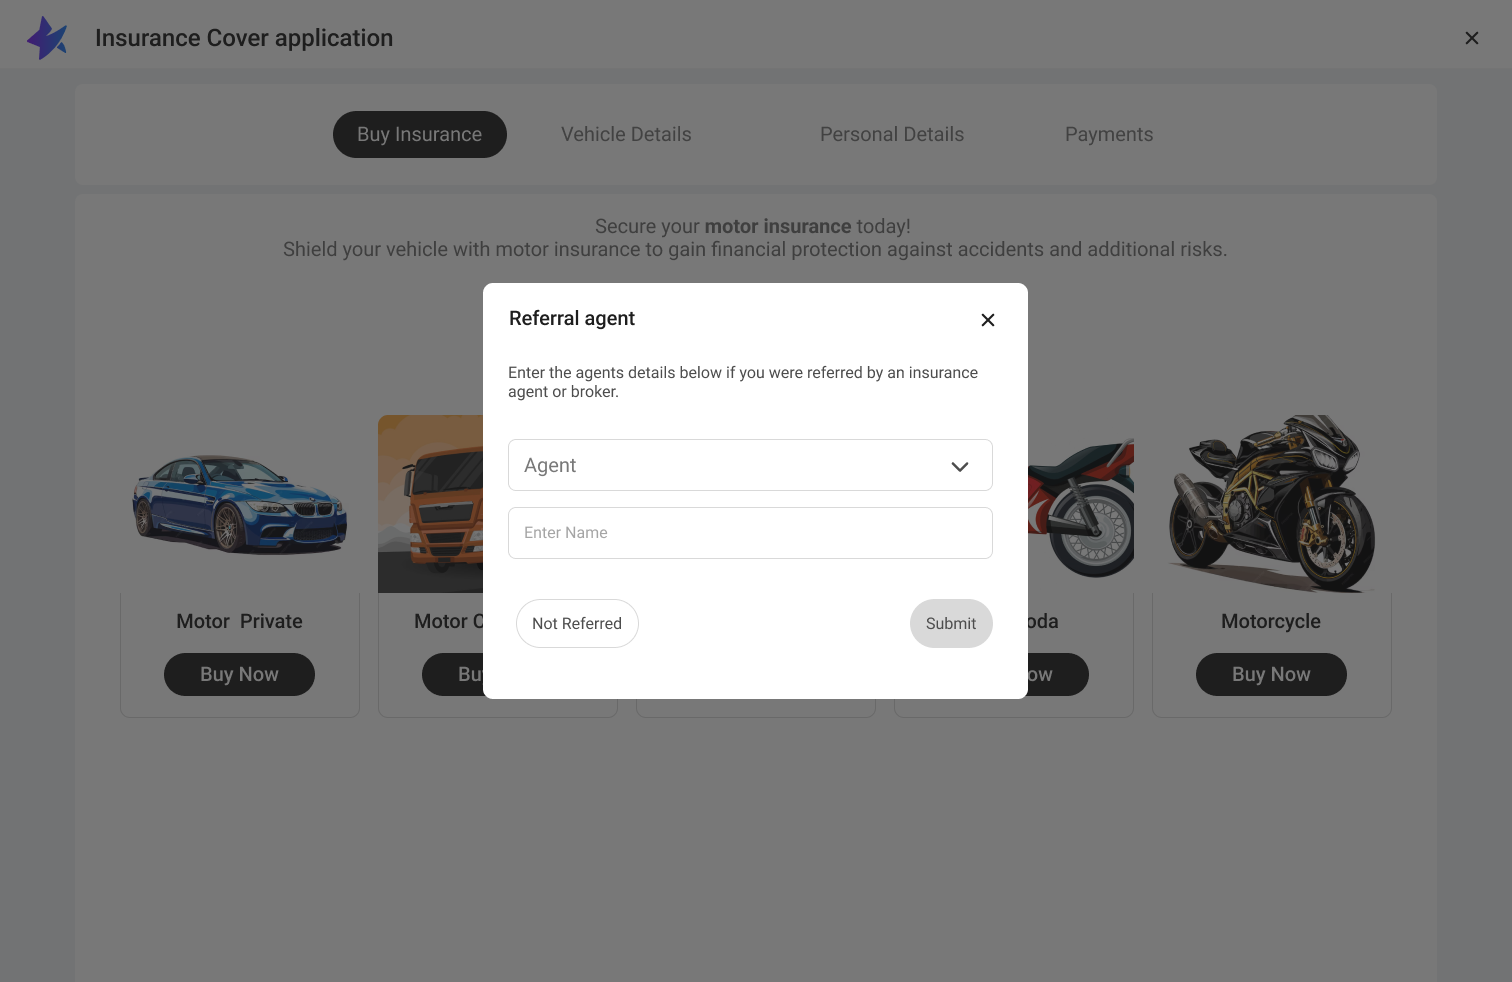 Insurance Cover application
Buy Insurance
Vehicle Details
Personal Details
Payments
Secure your motor insurance today!
Shield your vehicle with motor insurance to gain financial protection against accidents and additional risks.
Referral agent
Enter the agents details below if you were referred by an insurance
agent or broker.
Agent
Enter Name
Not Referred
Submit
Motor  Private
Motor
Motorcycle
Buy Now
Buy Now